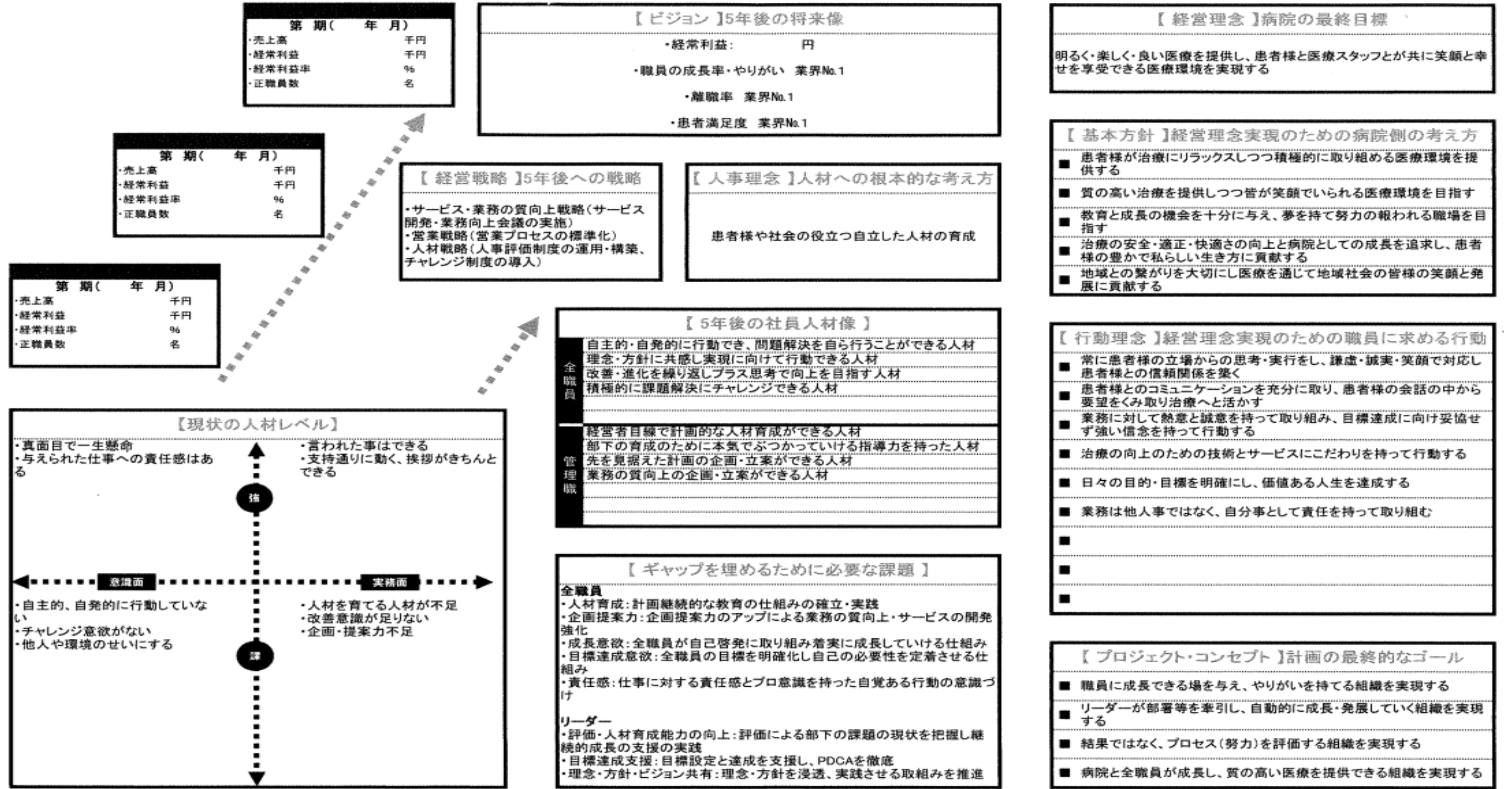 第 期( 年 月)
・売上高 千円
・経常利益 千円
・経常利益率 %
・正職員数 名
第 期( 年 月)
・売上高 千円
・経常利益 千円
・経常利益率 %
・正職員数 名
第 期( 年 月)
・売上高 千円
・経常利益 千円
・経常利益率 %
・正職員数 名
【 ビジョン 】5年後の将来像
・経常利益: 円
・職員の成長率・やりがい 業界No.1
・離職率 業界No.1
・患者満足度 業界No.1
【 経営戦略 】5年後への戦略
・サービス・業務の質向上戦略(サービス
開発・業務向上会議の実施)
・営業戦略(営業プロセスの標準化)
・人材戦略(人事評価制度の運用・構築、
チャレンジ制度の導入)
【 人事理念 】人材への根本的な考え方
患者様や社会の役立つ自立した人材の育成
【現状の人材レベル】
・真面目で一生懸命
・与えられた仕事への責任感はあ
る
・言われた事はできる
・支持通りに動く、挨拶がきちんと
できる
強
意識面
実務面
・自主的、自発的に行動していな
い
・チャレンジ意欲がない
・他人や環境のせいにする
・人材を育てる人材が不足
・改善意識が足りない
・企画・提案力不足
課
【 5年後の社員人材像 】
全職員
自主的・自発的に行動でき、問題解決を自ら行うことができる人材
理念・方針に共感し実現に向けて行動できる人材
改善・進化を繰り返しプラス思考で向上を目指す人材
積極的に課題解決にチャレンジできる人材
管理職
経営者目線で計画的な人材育成ができる人材
部下の育成のために本気でぶつかっていける指導力を持った人材
先を見据えた計画の企画・立案ができる人材
業務の質向上の企画・立案ができる人材
【 ギャップを埋めるために必要な課題 】
全職員
・人材育成:計画継続的な教育の仕組みの確立・実践
・企画提案力:企画提案力のアップによる業務の質向上・サービスの開発
強化
・成長意欲:全職員が自己啓発に取り組み着実に成長していける仕組み
・目標達成意欲:全職員の目標を明確化し自己の必要性を定着させる仕
組み
・責任感:仕事に対する責任感とプロ意識を持った自覚ある行動の意識づ
け
リーダー
・評価・人材育成能力の向上:評価による部下の課題の現状を把握し継
続的成長の支援の実践
・目標達成支援:目標設定と達成を支援し、PDCAを徹底
・理念・方針・ビジョン共有:理念・方針を浸透、実践させる取組みを推進
【 経営理念 】病院の最終目標
明るく・楽しく・良い医療を提供し、患者様と医療スタッフとが共に笑顔と幸
せを享受できる医療環境を実現する
【 基本方針 】経営理念実現のための病院側の考え方
■ 患者様が治療にリラックスしつつ積極的に取り組める医療環境を提
供する
■ 質の高い治療を提供しつつ皆が笑顔でいられる医療環境を目指す
■ 教育と成長の機会を十分に与え、夢を持て努力の報われる職場を目
指す
■ 治療の安全・適正・快適さの向上と病院としての成長を追求し、患者
様の豊かで私らしい生き方に貢献する
■ 地域との繋がりを大切にし医療を通じて地域社会の皆様の笑顔と発
展に貢献する
【 行動理念 】経営理念実現のための職員に求める行動
■ 常に患者様の立場からの思考・実行をし、謙虚・誠実・笑顔で対応し
患者様との信頼関係を築く
■ 患者様とのコミュニケーションを充分に取り、患者様の会話の中から
要望をくみ取り治療へと活かす
■ 業務に対して熱意と誠意を持って取り組み、目標達成に向け妥協せ
ず強い信念を持って行動する
■ 治療の向上のための技術とサービスにこだわりを持って行動する
■ 日々の目的・目標を明確にし、価値ある人生を達成する
■ 業務は他人事ではなく、自分事として責任を持って取り組む
■
■
■
【 プロジェクト・コンセプト 】計画の最終的なゴール
■ 職員に成長できる場を与え、やりがいを持てる組織を実現する
■ リーダーが部署等を牽引し、自動的に成長・発展していく組織を実現
する
■ 結果ではなく、プロセス(努力)を評価する組織を実現する
■ 病院と全職員が成長し、質の高い医療を提供できる組織を実現する